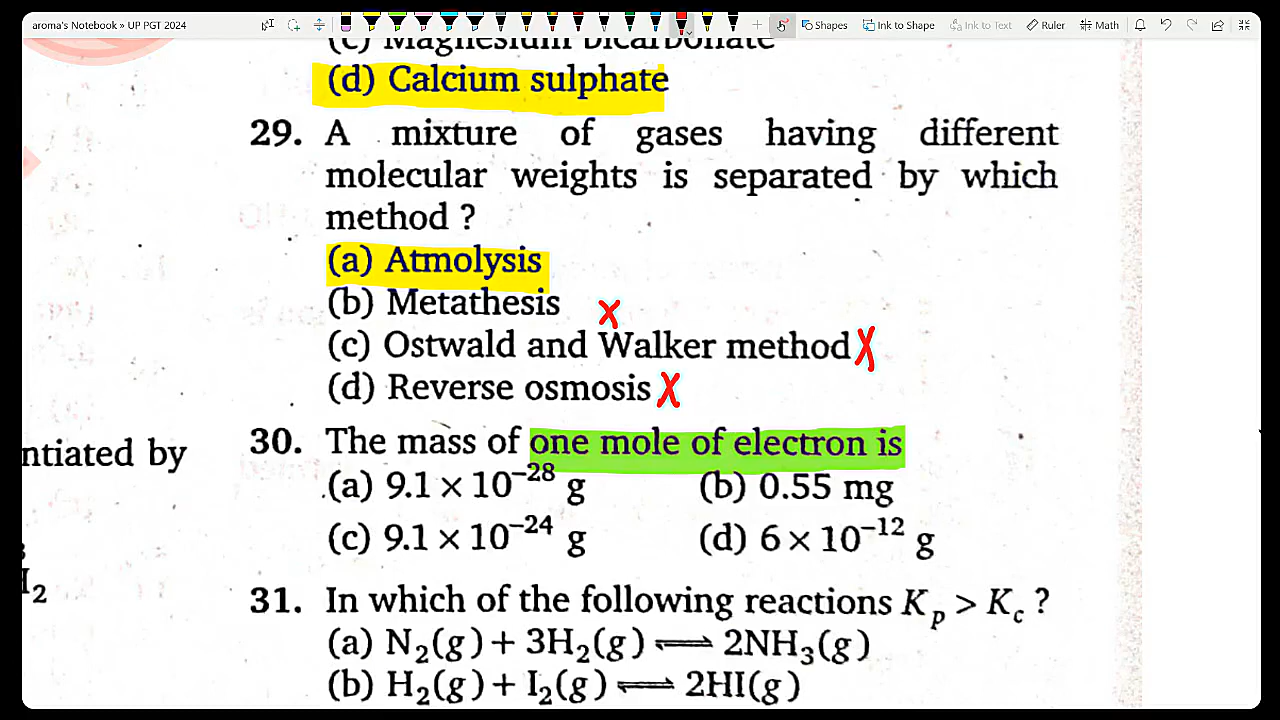 aroma's Notebook » UP PGT 2024
Shapes Ink to Shape Ink to Text Ruler Math
(c) Magnesium bicarbonate
(d) Calcium sulphate
29. A mixture of gases having different
molecular weights is separated by which
method ?
(a) Atmolysis
(b) Metathesis
(c) Ostwald and Walker method
(d) Reverse osmosis
30. The mass of one mole of electron is
(a) 9.1 × 10⁻²⁸ g (b) 0.55 mg
(c) 9.1 × 10⁻²⁴ g (d) 6 × 10⁻¹² g
31. In which of the following reactions Kₚ > K꜀ ?
(a) N₂(g) + 3H₂(g) ⇌ 2NH₃(g)
(b) H₂(g) + I₂(g) ⇌ 2HI(g)
ntiated by